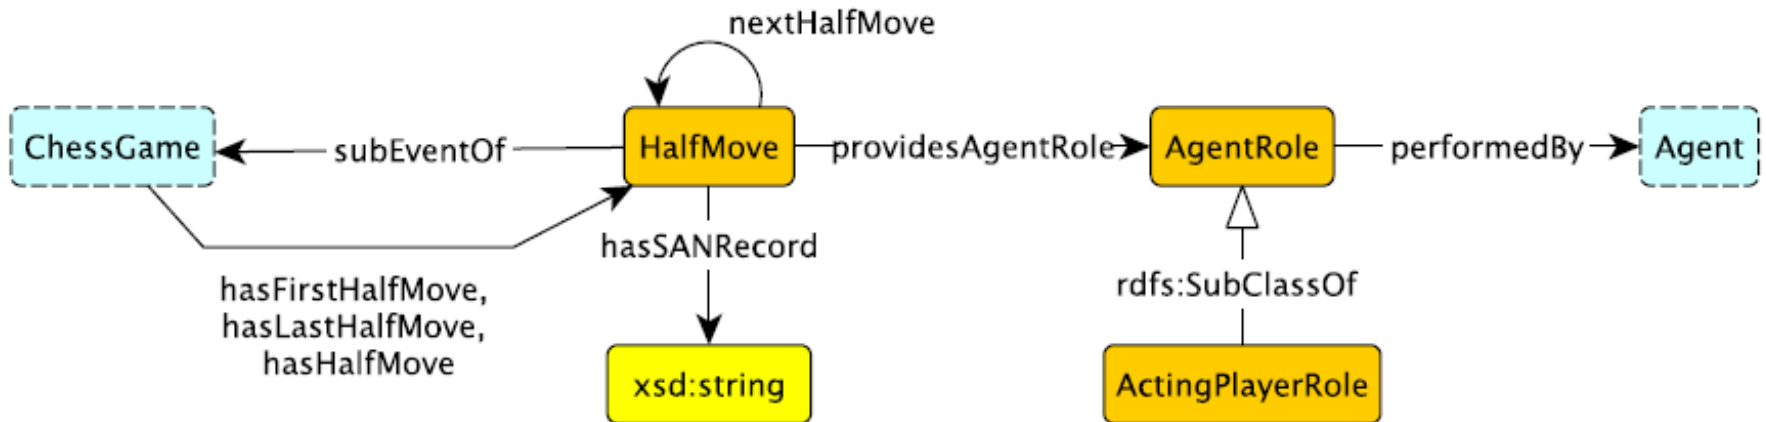 nextHalfMove
ChessGame
subEventOf
HalfMove
providesAgentRole
AgentRole
performedBy
Agent
hasSANRecord
hasFirstHalfMove,
hasLastHalfMove,
hasHalfMove
rdfs:SubClassOf
xsd:string
ActingPlayerRole